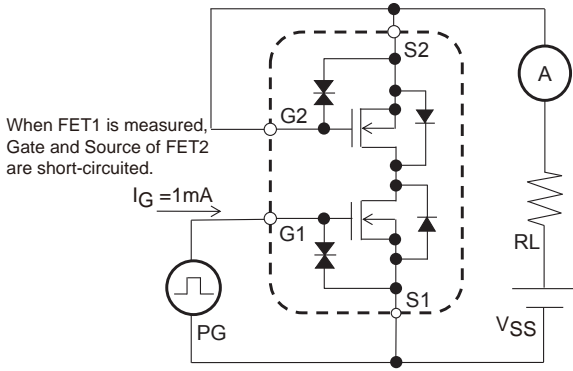 S2
A
G2
When FET1 is measured,
Gate and Source of FET2
are short-circuited.
IG =1mA
G1
RL
S1
VSS
PG